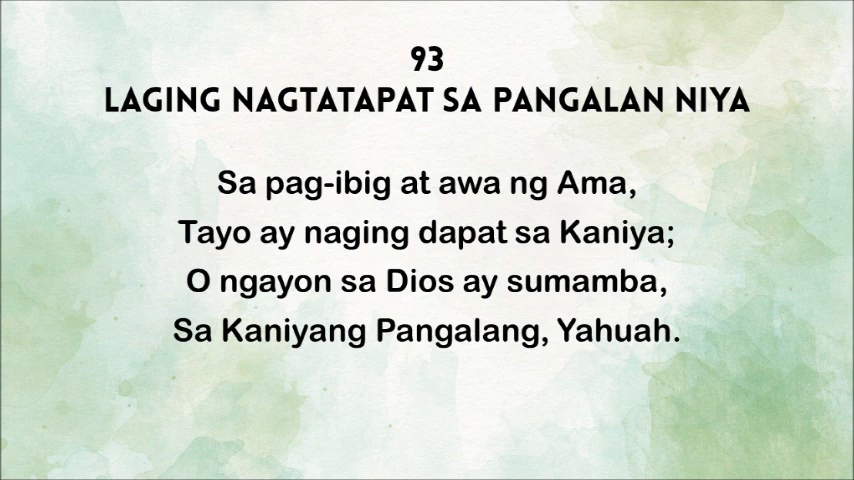 93
LAGING NAGTATAPAT SA PANGALAN NIYA
Sa pag-ibig at awa ng Ama,
Tayo ay naging dapat sa Kaniya;
O ngayon sa Dios ay sumamba,
Sa Kaniyang Pangalang, Yahuah.